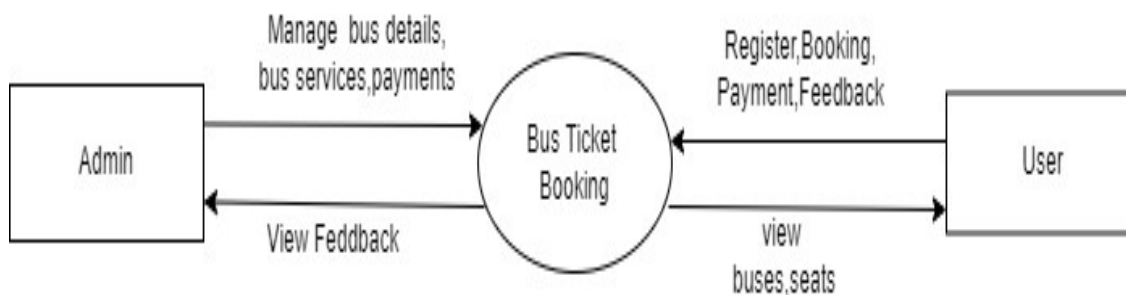 Manage bus details,
bus services,payments
Register,Booking,
Payment,Feedback
Admin
Bus Ticket
Booking
User
View Feddback
view
buses,seats